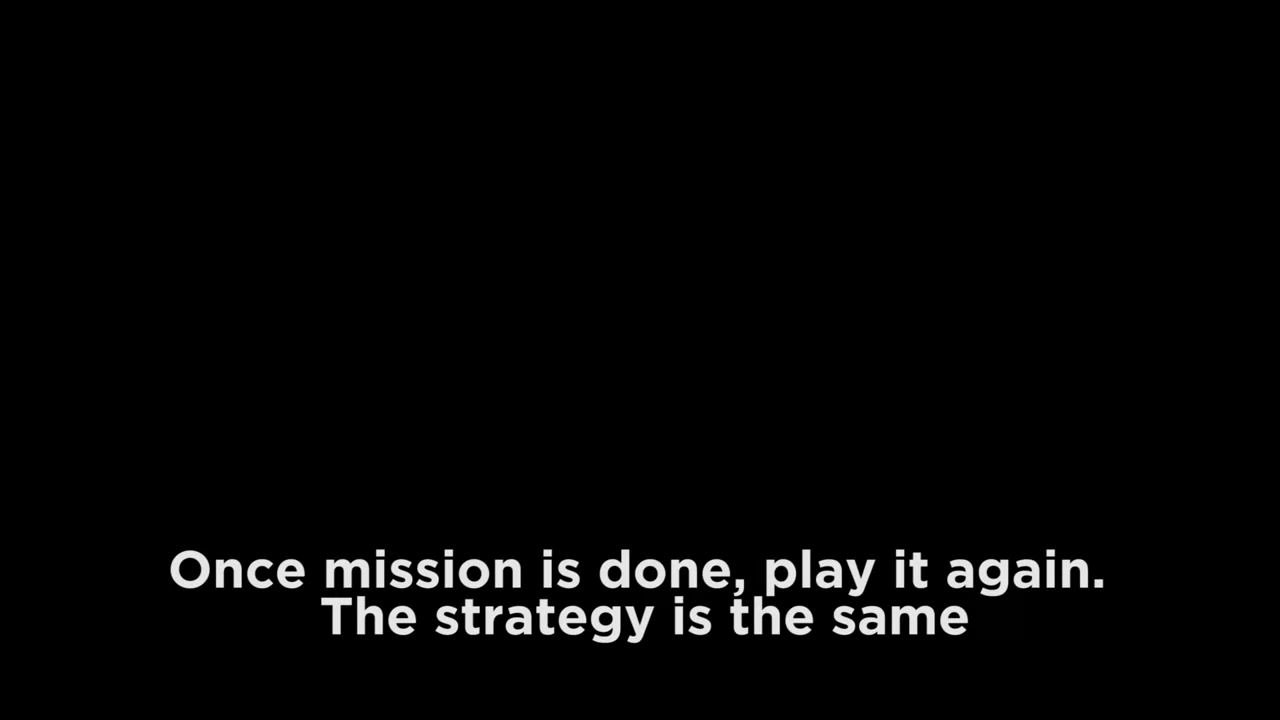 Once mission is done, play it again.
The strategy is the same